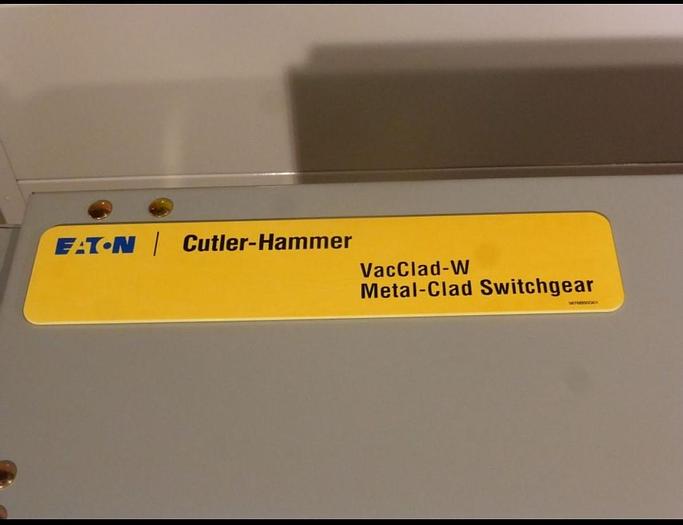 EATON | Cutler-Hammer
VacClad-W
Metal-Clad Switchgear